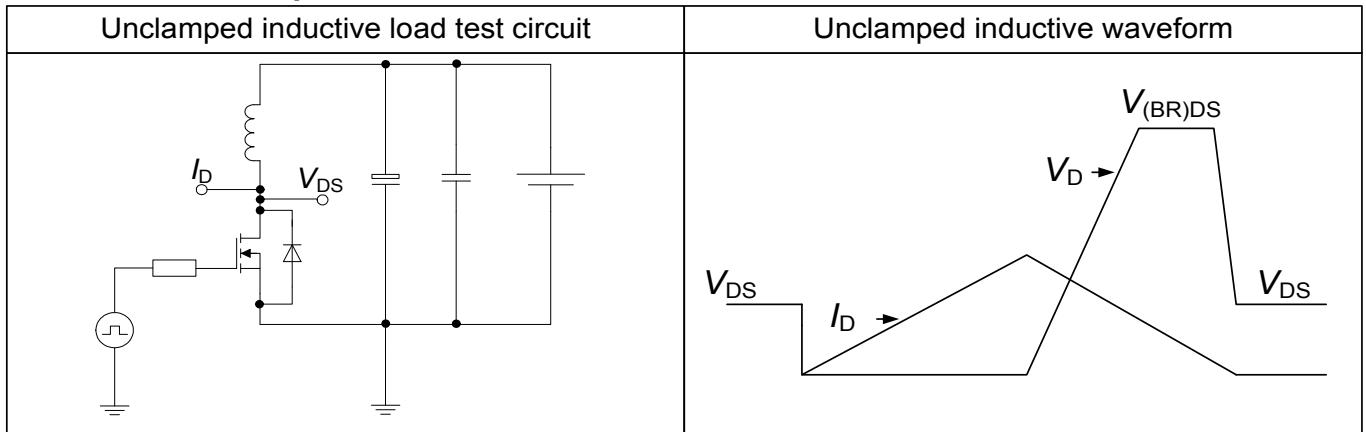 Unclamped inductive load test circuit
Unclamped inductive waveform
V(BR)DS
VD
ID
VDS
VDS
ID
VDS